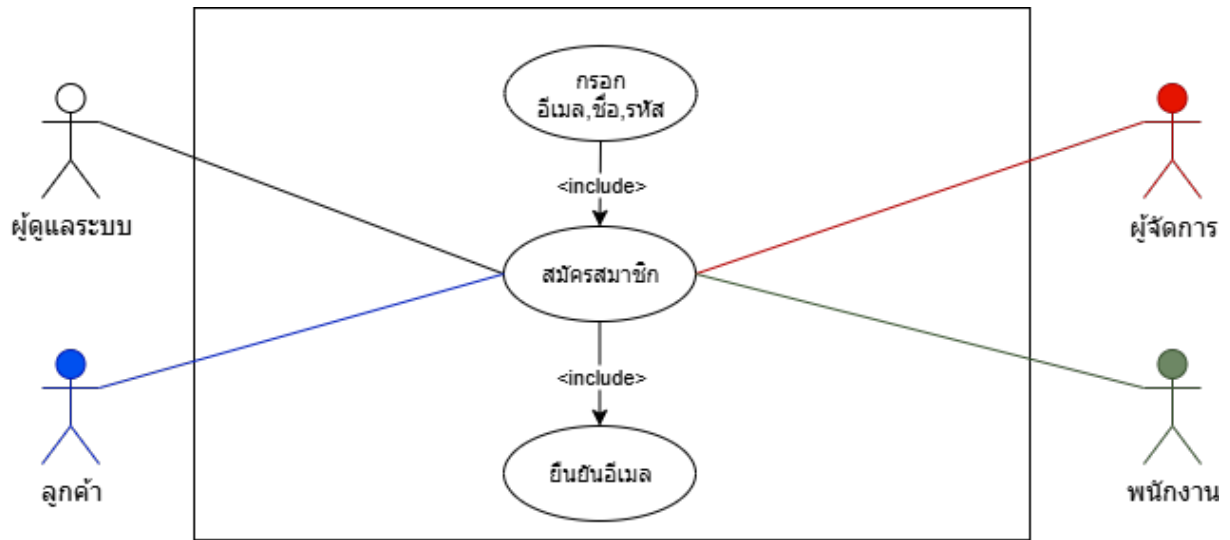 กรอก
อีเมล,ชื่อ,รหัส
<include>
ผู้ดูแลระบบ
ผู้จัดการ
สมัครสมาชิก
<include>
ยืนยันอีเมล
ลูกค้า
พนักงาน